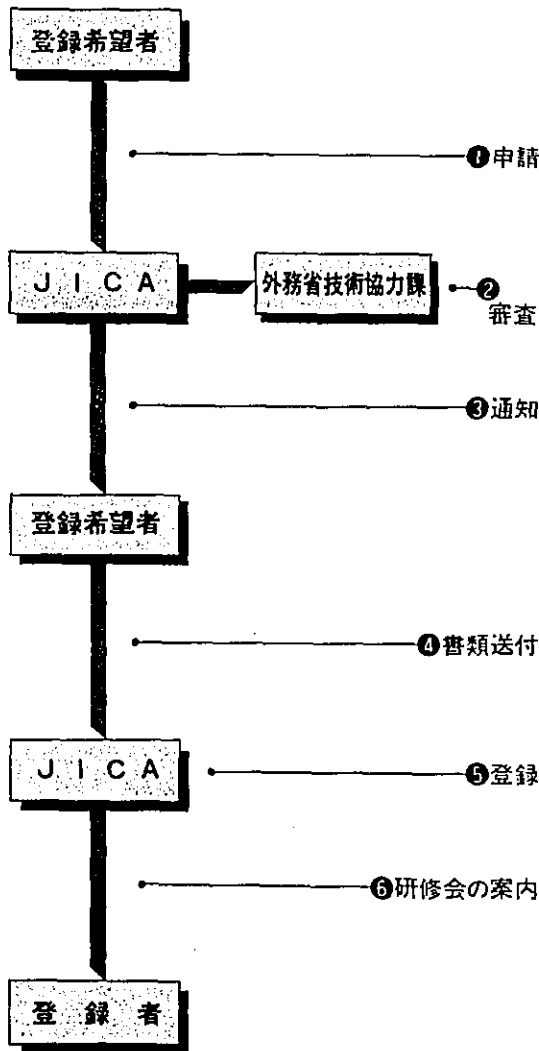 登録希望者
❶申請
JICA
外務省技術協力課
❷
審査
❸通知
登録希望者
❹書類送付
JICA
❺登録
❻研修会の案内
登録者